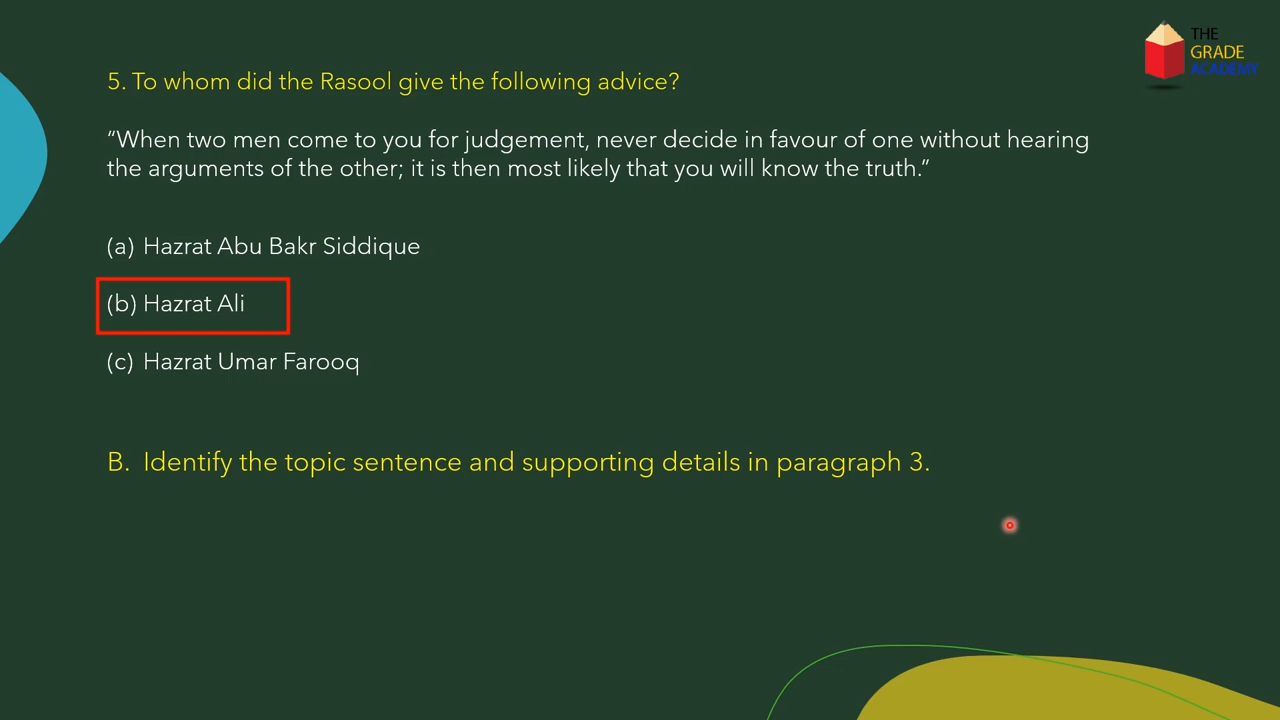 THE
GRADE
ACADEMY
5. To whom did the Rasool give the following advice?
“When two men come to you for judgement, never decide in favour of one without hearing
the arguments of the other; it is then most likely that you will know the truth.”
(a) Hazrat Abu Bakr Siddique
(b) Hazrat Ali
(c) Hazrat Umar Farooq
B. Identify the topic sentence and supporting details in paragraph 3.